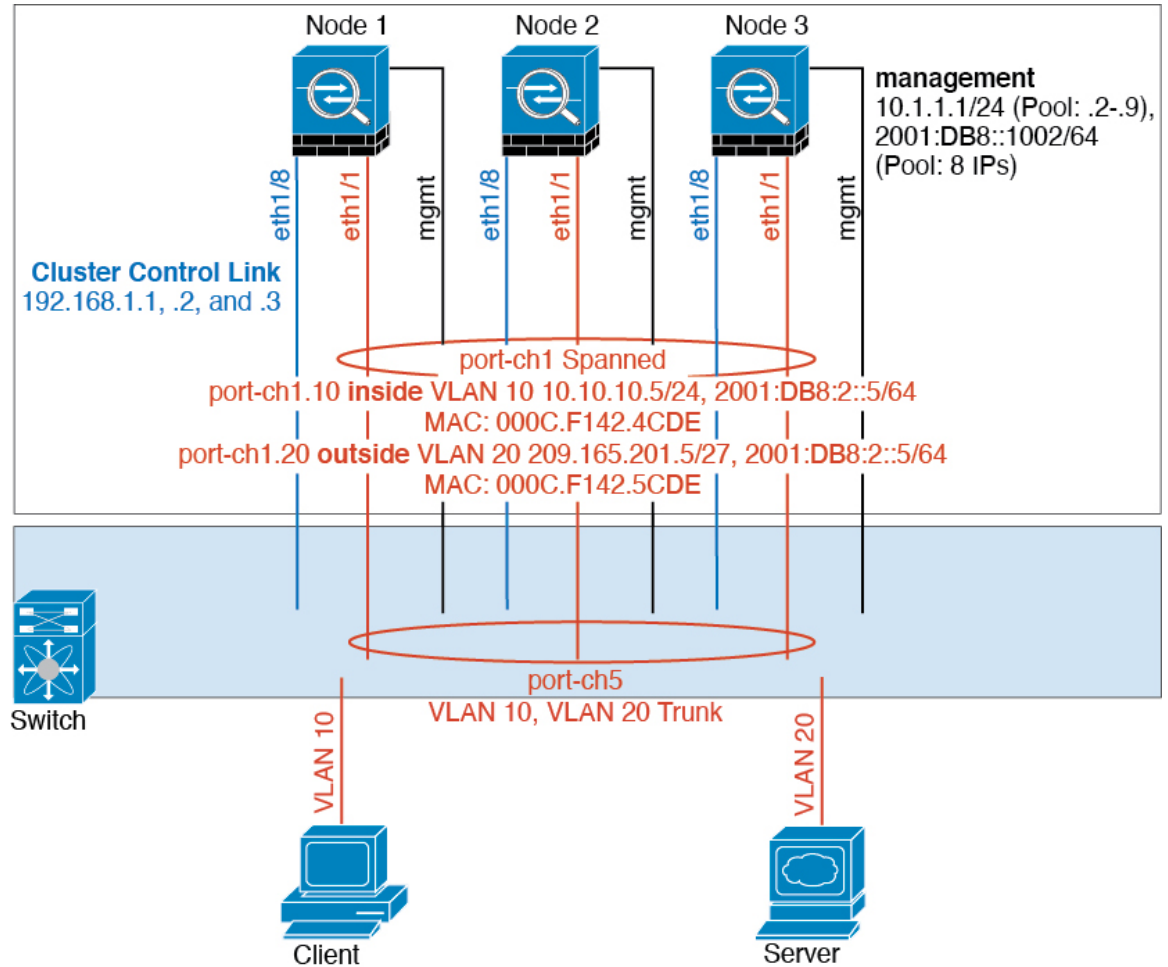 Node 1
Node 2
Node 3
management
10.1.1.1/24 (Pool: .2-.9),
2001:DB8::1002/64
(Pool: 8 IPs)
eth1/8
eth1/1
mgmt
eth1/8
eth1/1
mgmt
eth1/8
eth1/1
mgmt
Cluster Control Link
192.168.1.1, .2, and .3
port-ch1 Spanned
port-ch1.10 inside VLAN 10 10.10.10.5/24, 2001:DB8:2::5/64
MAC: 000C.F142.4CDE
port-ch1.20 outside VLAN 20 209.165.201.5/27, 2001:DB8:2::5/64
MAC: 000C.F142.5CDE
port-ch5
VLAN 10, VLAN 20 Trunk
Switch
VLAN 10
VLAN 20
Client
Server